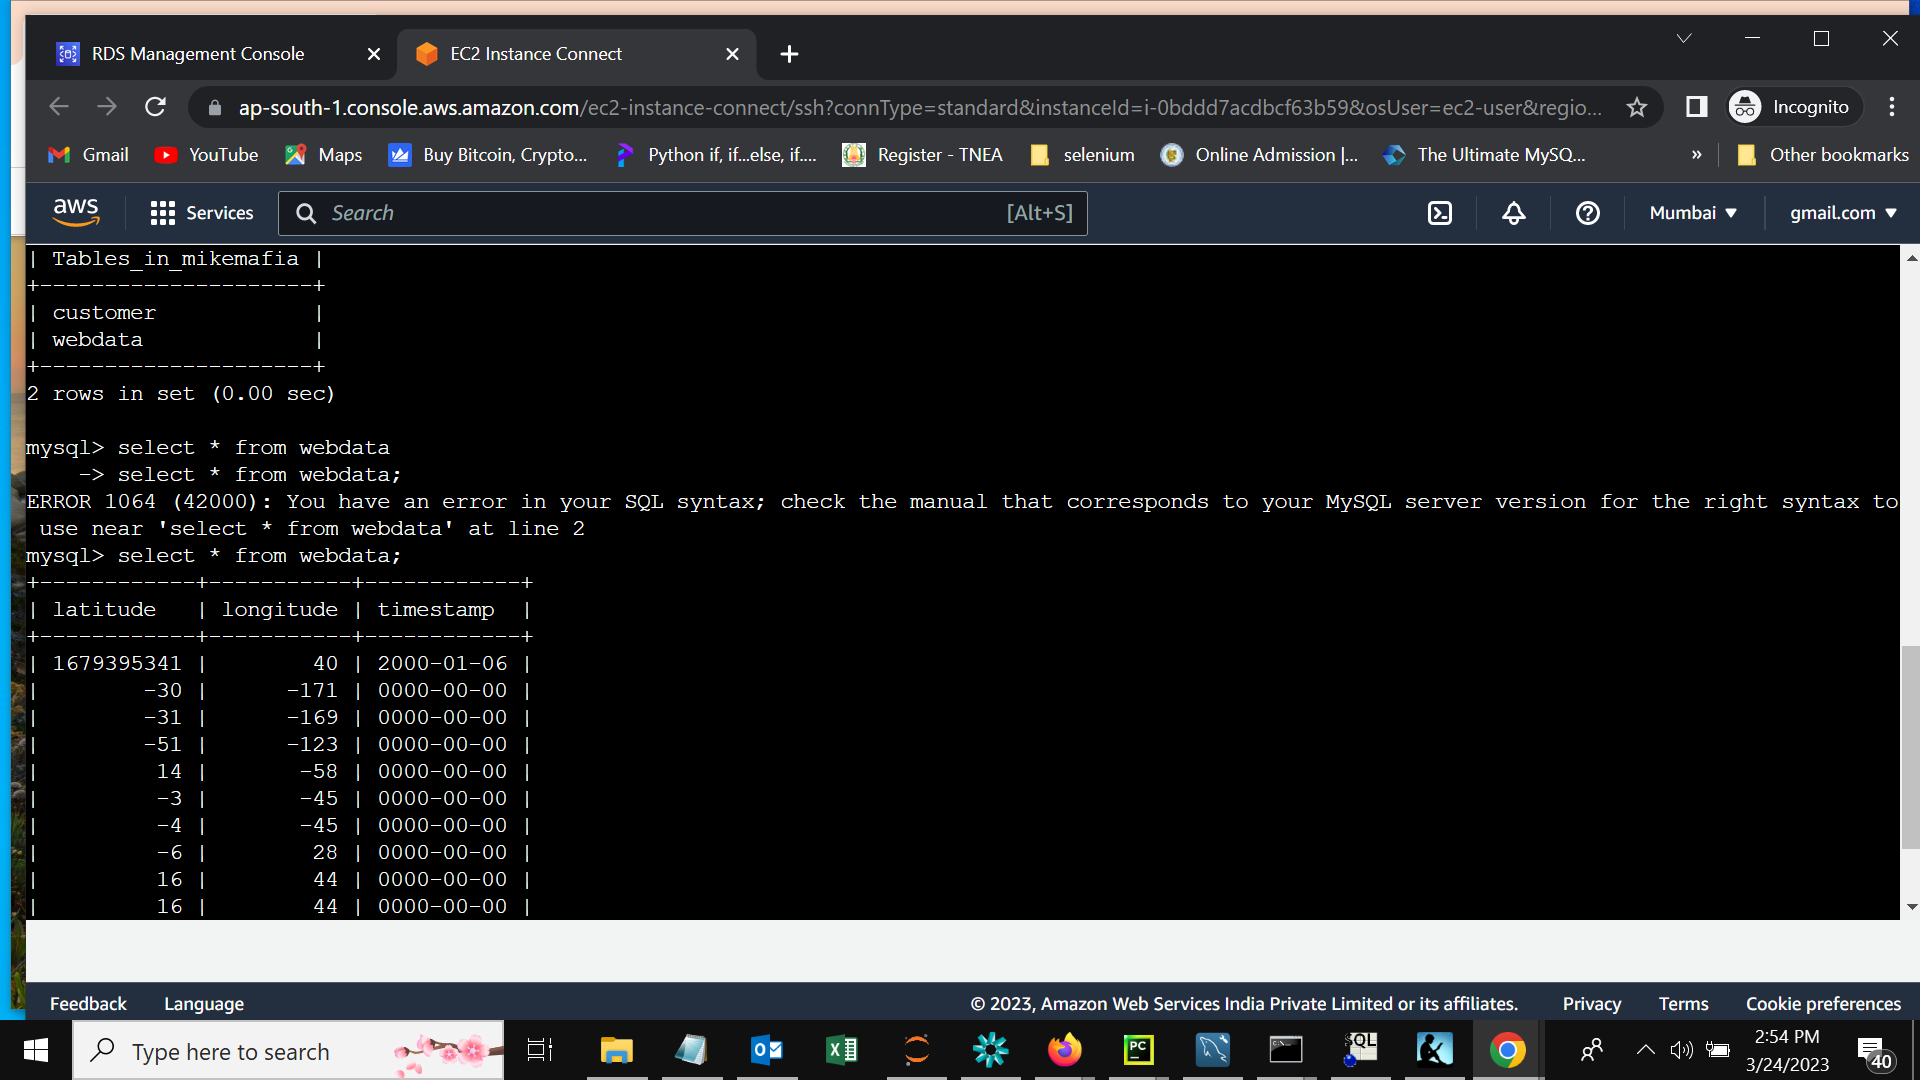 RDS Management Console
EC2 Instance Connect
ap-south-1.console.aws.amazon.com/ec2-instance-connect/ssh?connType=standard&instanceId=i-0bddd7acdbcf63b59&osUser=ec2-user&regio...
Incognito
Gmail YouTube Maps Buy Bitcoin, Crypto... Python if, if...else, if.... Register - TNEA selenium Online Admission |... The Ultimate MySQ... » Other bookmarks
aws Services Search [Alt+S] Mumbai ▼ gmail.com ▼
| Tables_in_mikemafia |
+---------------------+
| customer            |
| webdata             |
+---------------------+
2 rows in set (0.00 sec)
mysql> select * from webdata
    -> select * from webdata;
ERROR 1064 (42000): You have an error in your SQL syntax; check the manual that corresponds to your MySQL server version for the right syntax to
 use near 'select * from webdata' at line 2
mysql> select * from webdata;
+------------+-----------+------------+
| latitude   | longitude | timestamp  |
+------------+-----------+------------+
| 1679395341 |        40 | 2000-01-06 |
|        -30 |      -171 | 0000-00-00 |
|        -31 |      -169 | 0000-00-00 |
|        -51 |      -123 | 0000-00-00 |
|         14 |       -58 | 0000-00-00 |
|         -3 |       -45 | 0000-00-00 |
|         -4 |       -45 | 0000-00-00 |
|         -6 |        28 | 0000-00-00 |
|         16 |        44 | 0000-00-00 |
|         16 |        44 | 0000-00-00 |
Feedback Language © 2023, Amazon Web Services India Private Limited or its affiliates. Privacy Terms Cookie preferences
Type here to search
PC
SQL
2:54 PM
3/24/2023
40